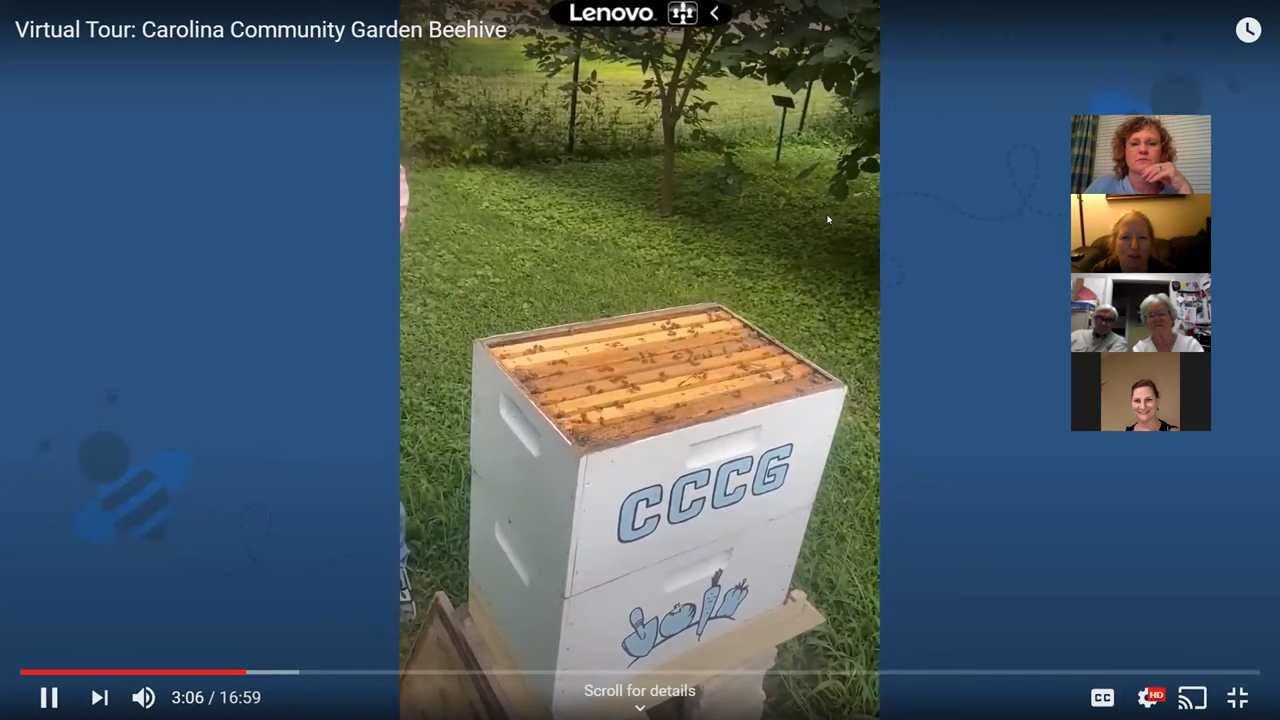 Lenovo
Virtual Tour: Carolina Community Garden Beehive
CCCG
3:06 / 16:59
Scroll for details
CC
HD